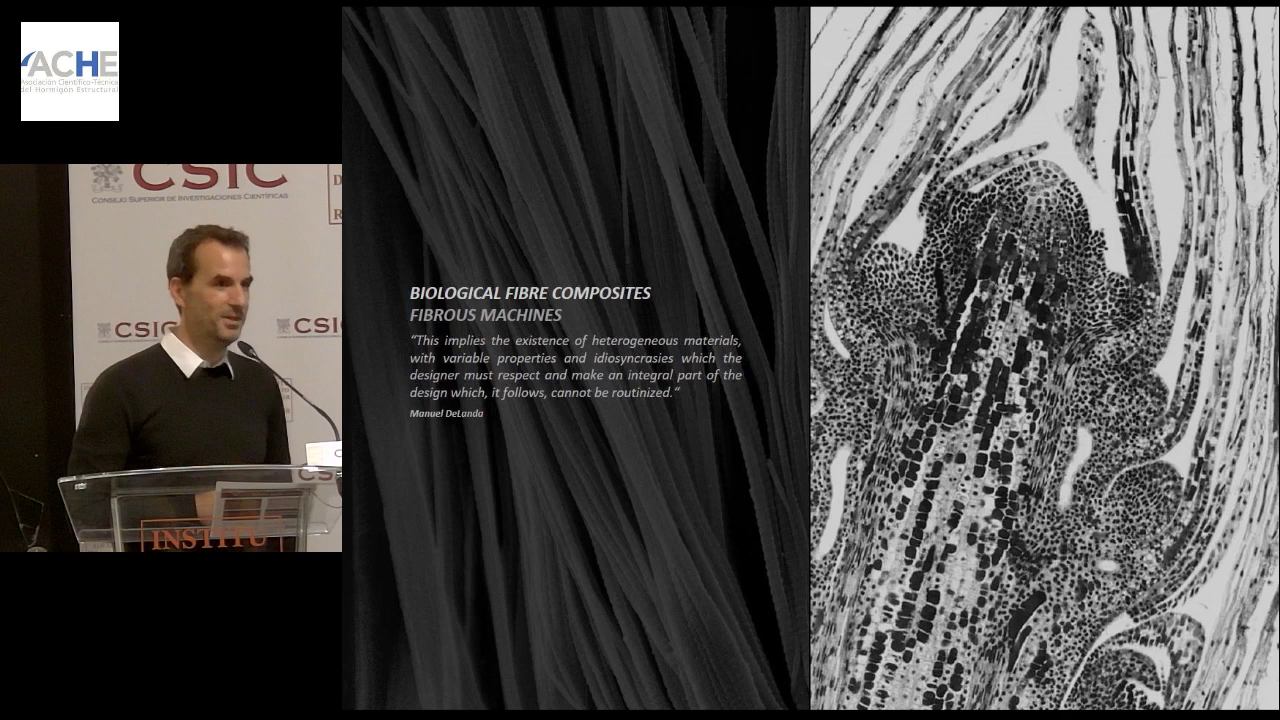 ACHE
Asociación Científico-Técnica
del Hormigón Estructural
CSIC
CONSEJO SUPERIOR DE INVESTIGACIONES CIENTÍFICAS
D
R
CSIC
CSIC
CS
INSTITU
BIOLOGICAL FIBRE COMPOSITES
FIBROUS MACHINES
“This implies the existence of heterogeneous materials,
with variable properties and idiosyncrasies which the
designer must respect and make an integral part of the
design which, it follows, cannot be routinized.“
Manuel DeLanda